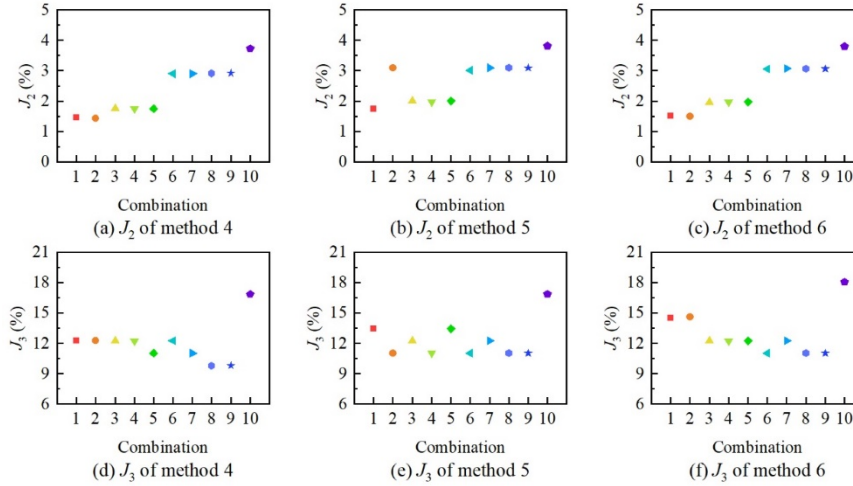 5
4
3
2
1
0
J₂ (%)
1 2 3 4 5 6 7 8 9 10
Combination
(a) J₂ of method 4
5
4
3
2
1
0
J₂ (%)
1 2 3 4 5 6 7 8 9 10
Combination
(b) J₂ of method 5
5
4
3
2
1
0
J₂ (%)
1 2 3 4 5 6 7 8 9 10
Combination
(c) J₂ of method 6
21
18
15
12
9
6
J₃ (%)
1 2 3 4 5 6 7 8 9 10
Combination
(d) J₃ of method 4
21
18
15
12
9
6
J₃ (%)
1 2 3 4 5 6 7 8 9 10
Combination
(e) J₃ of method 5
21
18
15
12
9
6
J₃ (%)
1 2 3 4 5 6 7 8 9 10
Combination
(f) J₃ of method 6